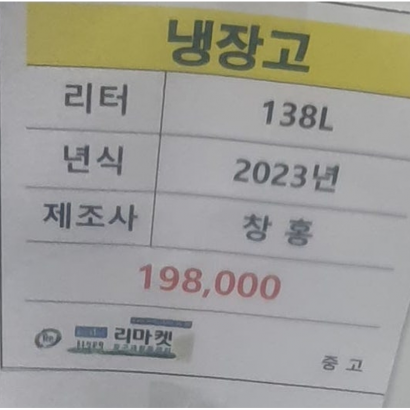 냉장고
리터 138L
년식 2023년
제조사 창 홍
198,000
Re 리마켓
중 고